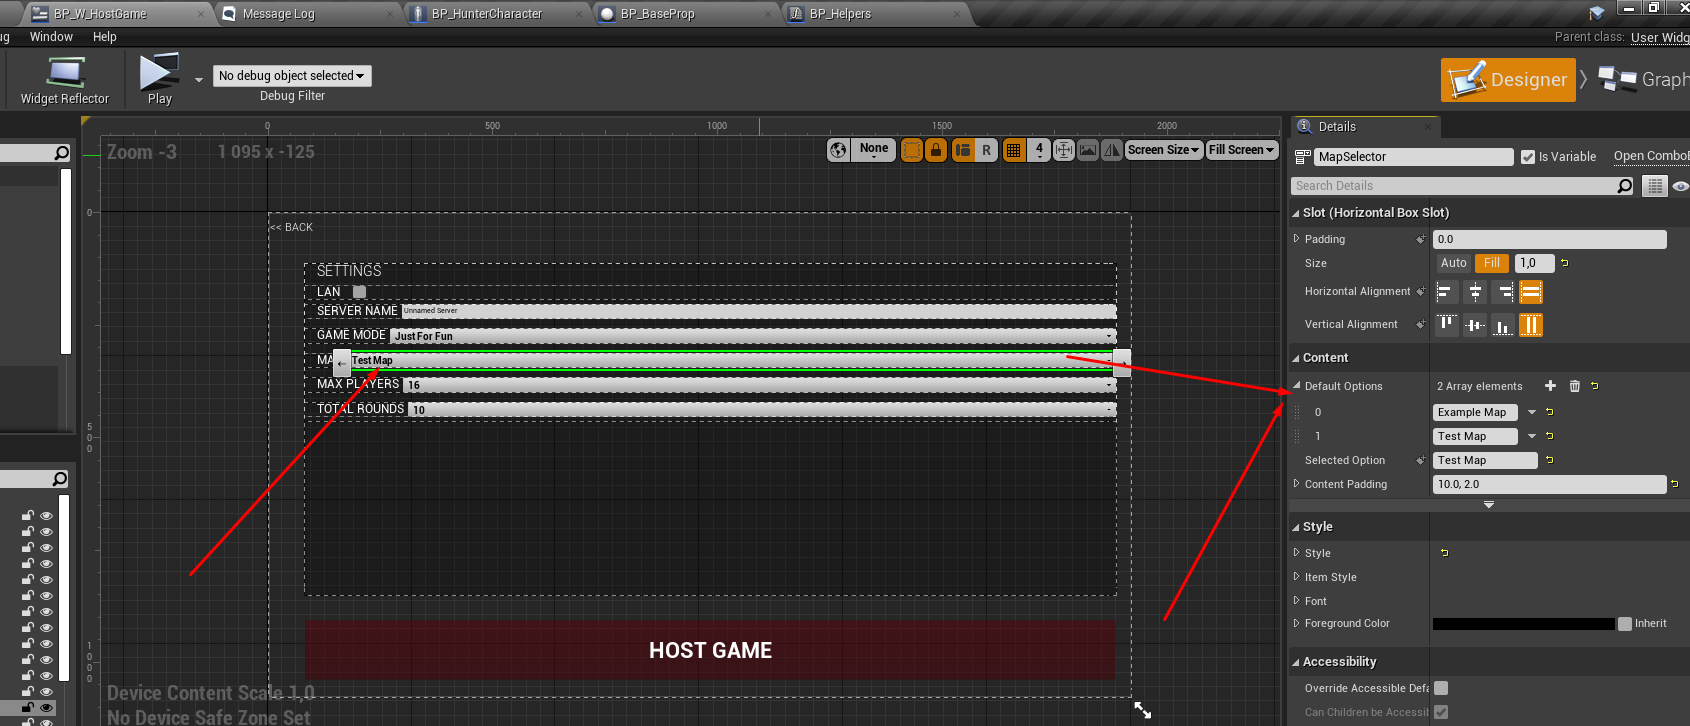 BP_W_HostGame
Message Log
BP_HunterCharacter
BP_BaseProp
BP_Helpers
ug Window Help
Parent class: User Widg
Widget Reflector
Play
No debug object selected
Debug Filter
Designer
Graph
0 500 1000 1500 2000
Zoom -3
1 095 x -125
None
R
4
Screen Size
Fill Screen
0
500
1000
<< BACK
SETTINGS
LAN
SERVER NAME Unnamed Server
GAME MODE Just For Fun
MA Test Map
MAX PLAYERS 16
TOTAL ROUNDS 10
HOST GAME
Device Content Scale 1,0
No Device Safe Zone Set
Details
MapSelector
Is Variable
Open ComboB
Search Details
Slot (Horizontal Box Slot)
Padding 0.0
Size Auto Fill 1,0
Horizontal Alignment
Vertical Alignment
Content
Default Options 2 Array elements
0 Example Map
1 Test Map
Selected Option Test Map
Content Padding 10.0, 2.0
Style
Style
Item Style
Font
Foreground Color Inherit
Accessibility
Override Accessible Defa
Can Children be Accessib